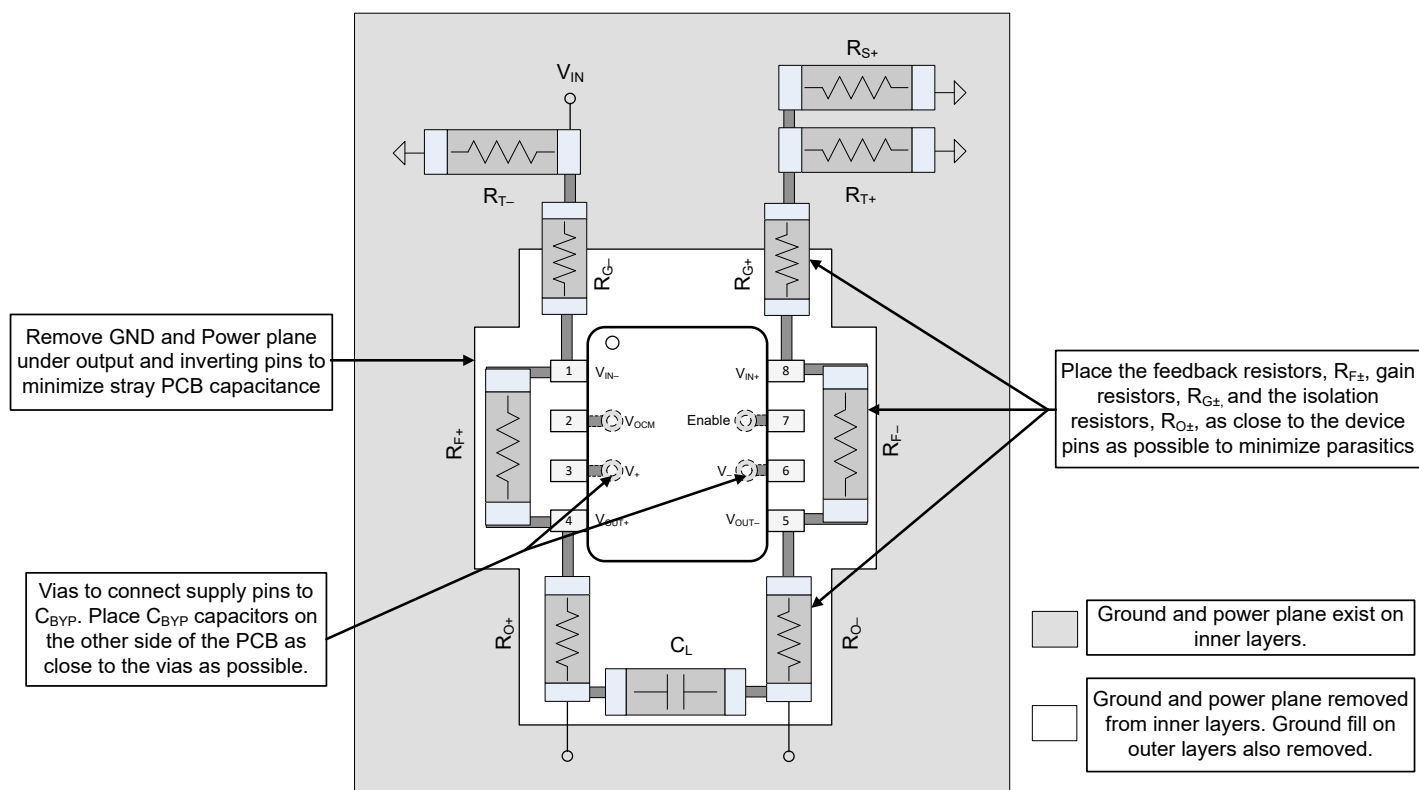 R_S+
V_IN
R_T–
R_T+
R_G–
R_G+
Remove GND and Power plane
under output and inverting pins to
minimize stray PCB capacitance
Place the feedback resistors, R_F±, gain
resistors, R_G±, and the isolation
resistors, R_O±, as close to the device
pins as possible to minimize parasitics
1
V_IN–
V_IN+
8
2
V_OCM
Enable
7
3
V_+
V_–
6
4
V_OUT+
V_OUT–
5
R_F+
R_F–
Vias to connect supply pins to
C_BYP. Place C_BYP capacitors on
the other side of the PCB as
close to the vias as possible.
R_O+
C_L
R_O–
Ground and power plane exist on
inner layers.
Ground and power plane removed
from inner layers. Ground fill on
outer layers also removed.